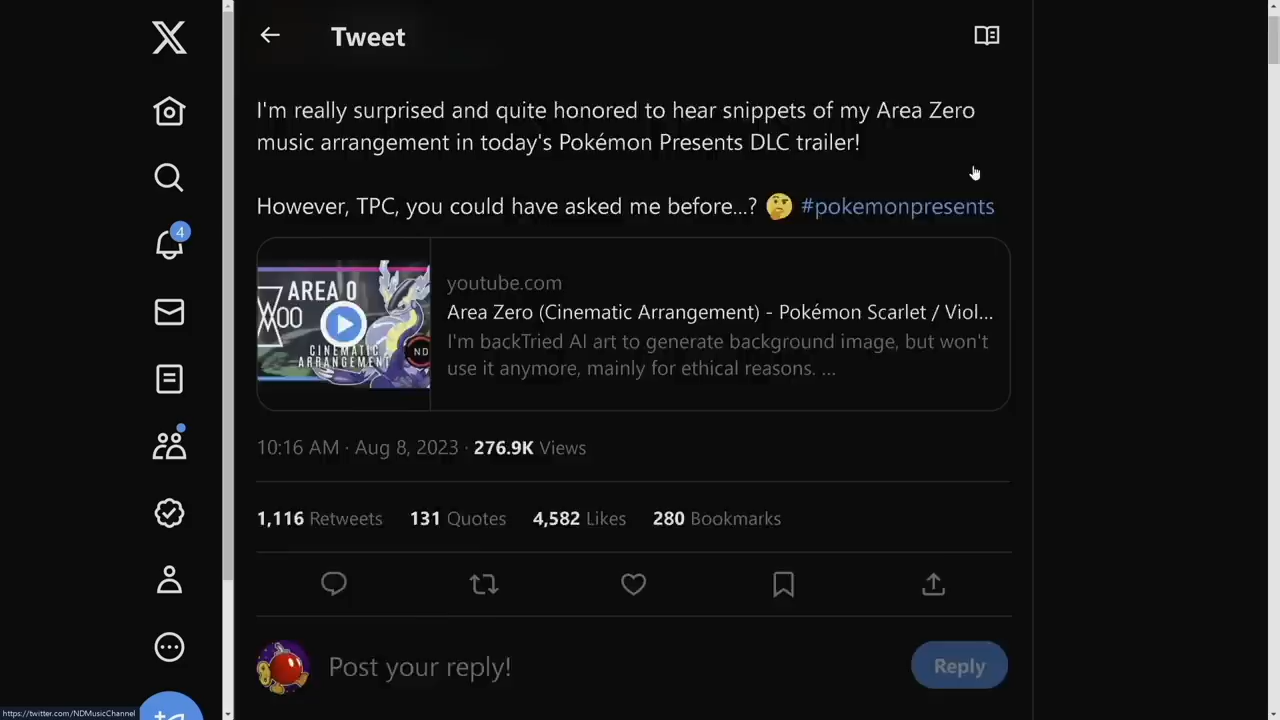 Tweet
I'm really surprised and quite honored to hear snippets of my Area Zero
music arrangement in today's Pokémon Presents DLC trailer!
However, TPC, you could have asked me before...? 🤔 #pokemonpresents
AREA 0
CINEMATIC
ARRANGEMENT
ND
youtube.com
Area Zero (Cinematic Arrangement) - Pokémon Scarlet / Viol...
I'm backTried AI art to generate background image, but won't
use it anymore, mainly for ethical reasons. ...
10:16 AM · Aug 8, 2023 · 276.9K Views
1,116 Retweets 131 Quotes 4,582 Likes 280 Bookmarks
Post your reply!
Reply
4
https://twitter.com/NDMusicChannel